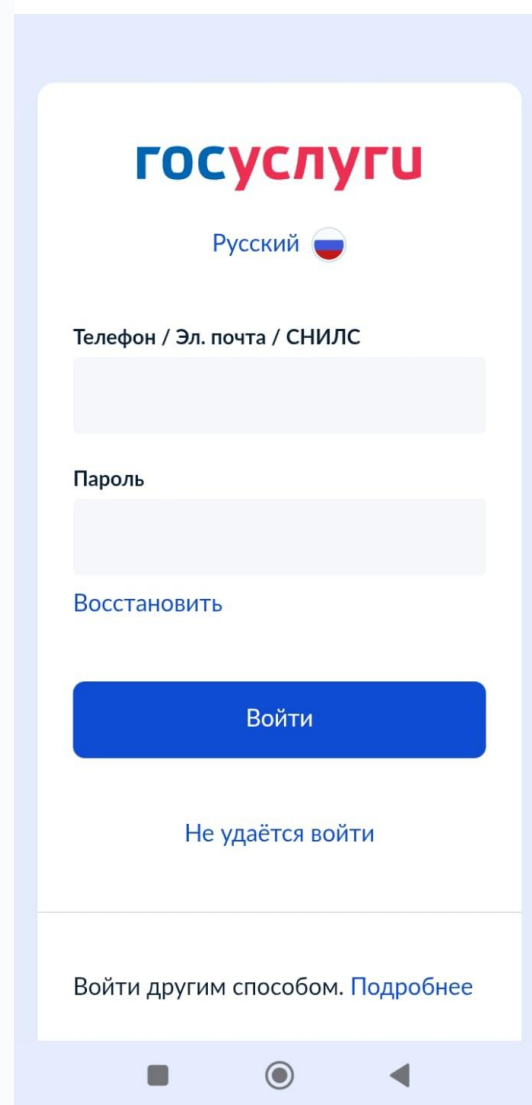 госуслуги
Русский
Телефон / Эл. почта / СНИЛС
Пароль
Восстановить
Войти
Не удаётся войти
Войти другим способом. Подробнее